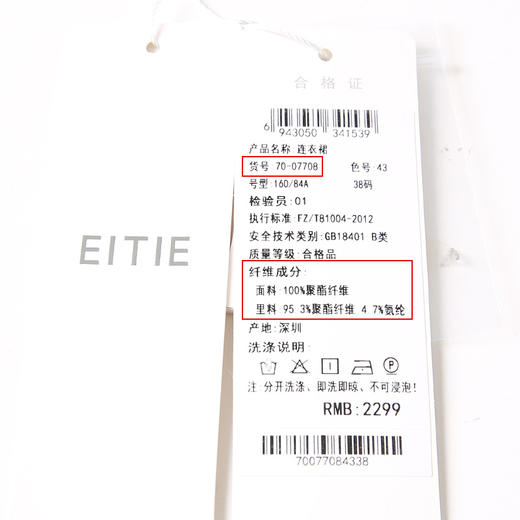 合格证
6 943050 341539
产品名称 连衣裙
货号 70-07708 色号:43
号型:160/84A 38码
检验员:01
执行标准:FZ/T81004-2012
安全技术类别:GB18401 B类
质量等级:合格品
纤维成分:
面料:100%聚酯纤维
里料 95 3%聚酯纤维 4 7%氨纶
产地:深圳
洗涤说明:
P
注:分开洗涤、即洗即晾、不可浸泡!
RMB:2299
70077084338
EITIE